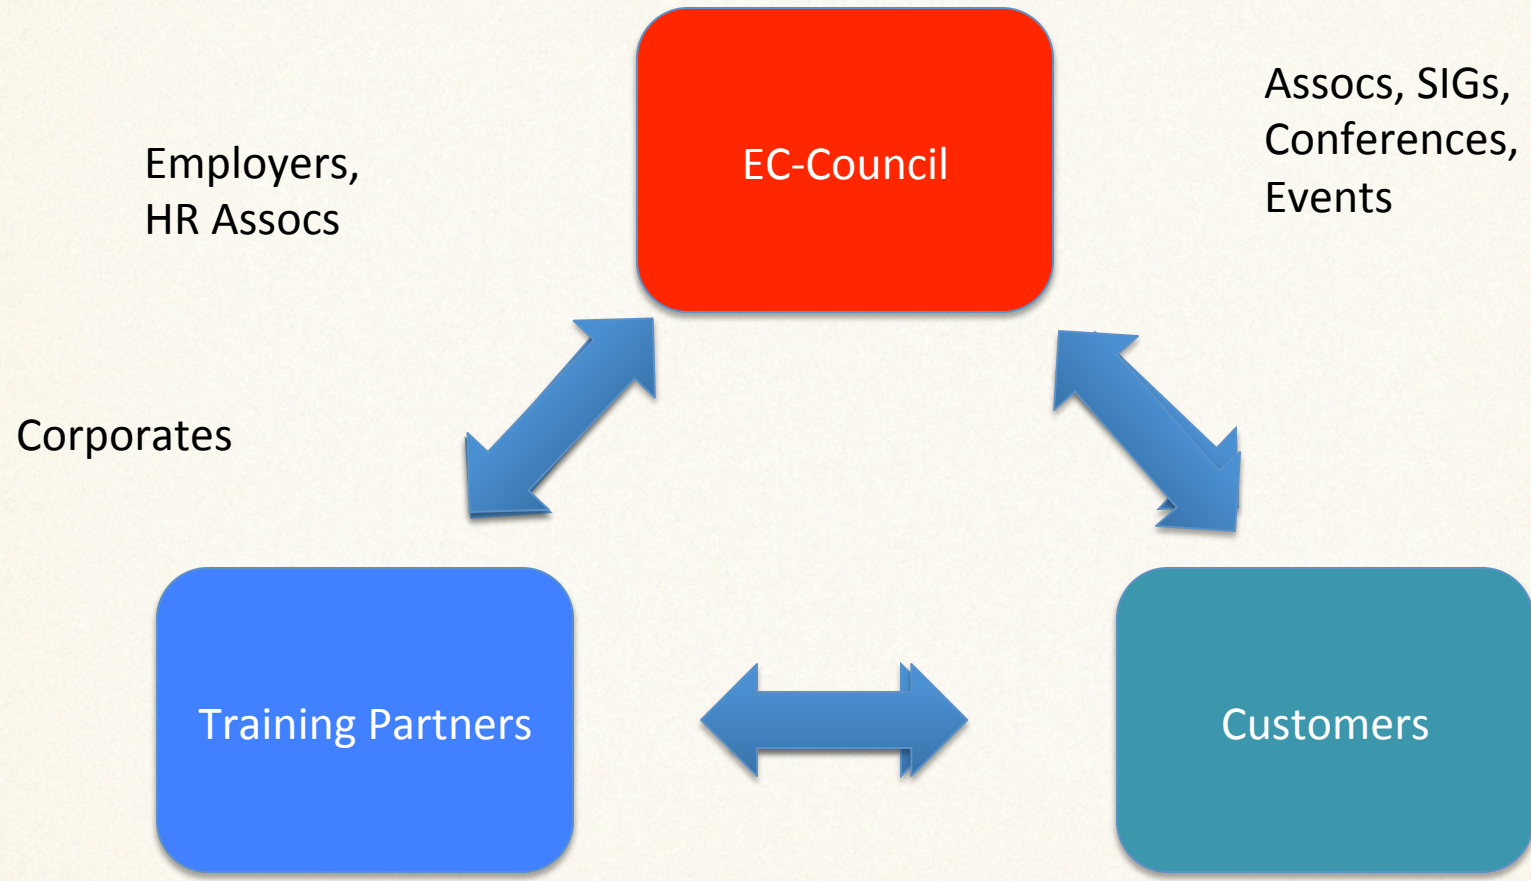 EC-Council
Assocs, SIGs,
Conferences,
Events
Employers,
HR Assocs
Corporates
Training Partners
Customers